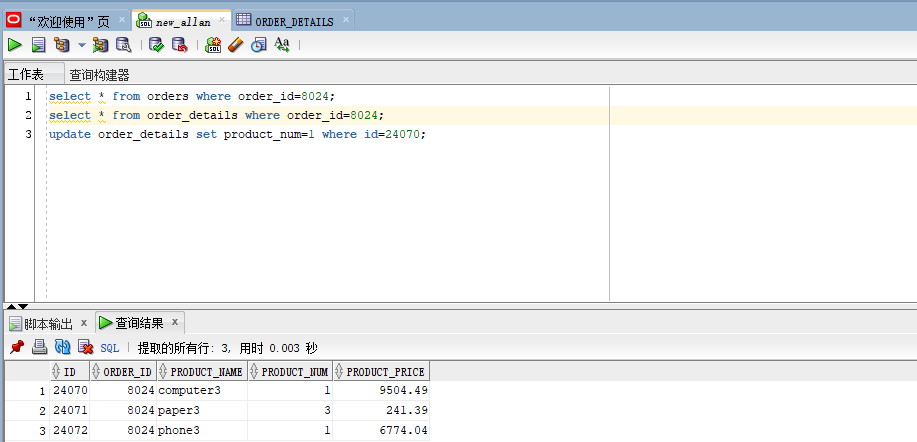 “欢迎使用”页 new_allan ORDER_DETAILS
工作表 查询构建器
1 select * from orders where order_id=8024;
2 select * from order_details where order_id=8024;
3 update order_details set product_num=1 where id=24070;
脚本输出 x 查询结果 x
SQL | 提取的所有行: 3, 用时 0.003 秒
ID ORDER_ID PRODUCT_NAME PRODUCT_NUM PRODUCT_PRICE
1 24070 8024 computer3 1 9504.49
2 24071 8024 paper3 3 241.39
3 24072 8024 phone3 1 6774.04